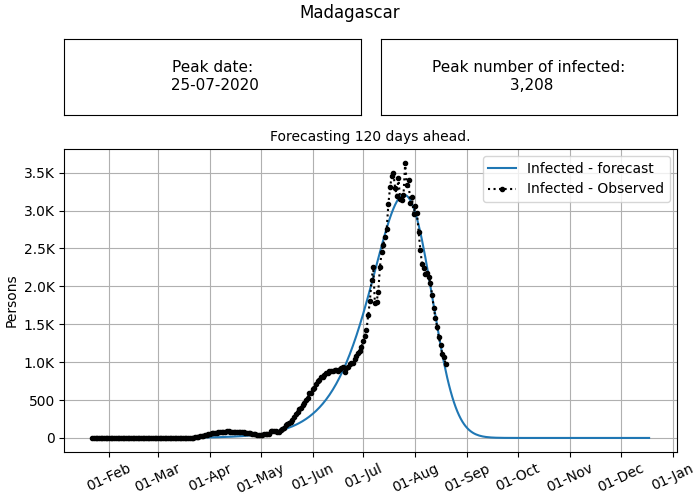 Madagascar
Peak date:
25-07-2020
Peak number of infected:
3,208
Forecasting 120 days ahead.
Infected - forecast
Infected - Observed
Persons
3.5K
3.0K
2.5K
2.0K
1.5K
1.0K
500
0
01-Feb
01-Mar
01-Apr
01-May
01-Jun
01-Jul
01-Aug
01-Sep
01-Oct
01-Nov
01-Dec
01-Jan